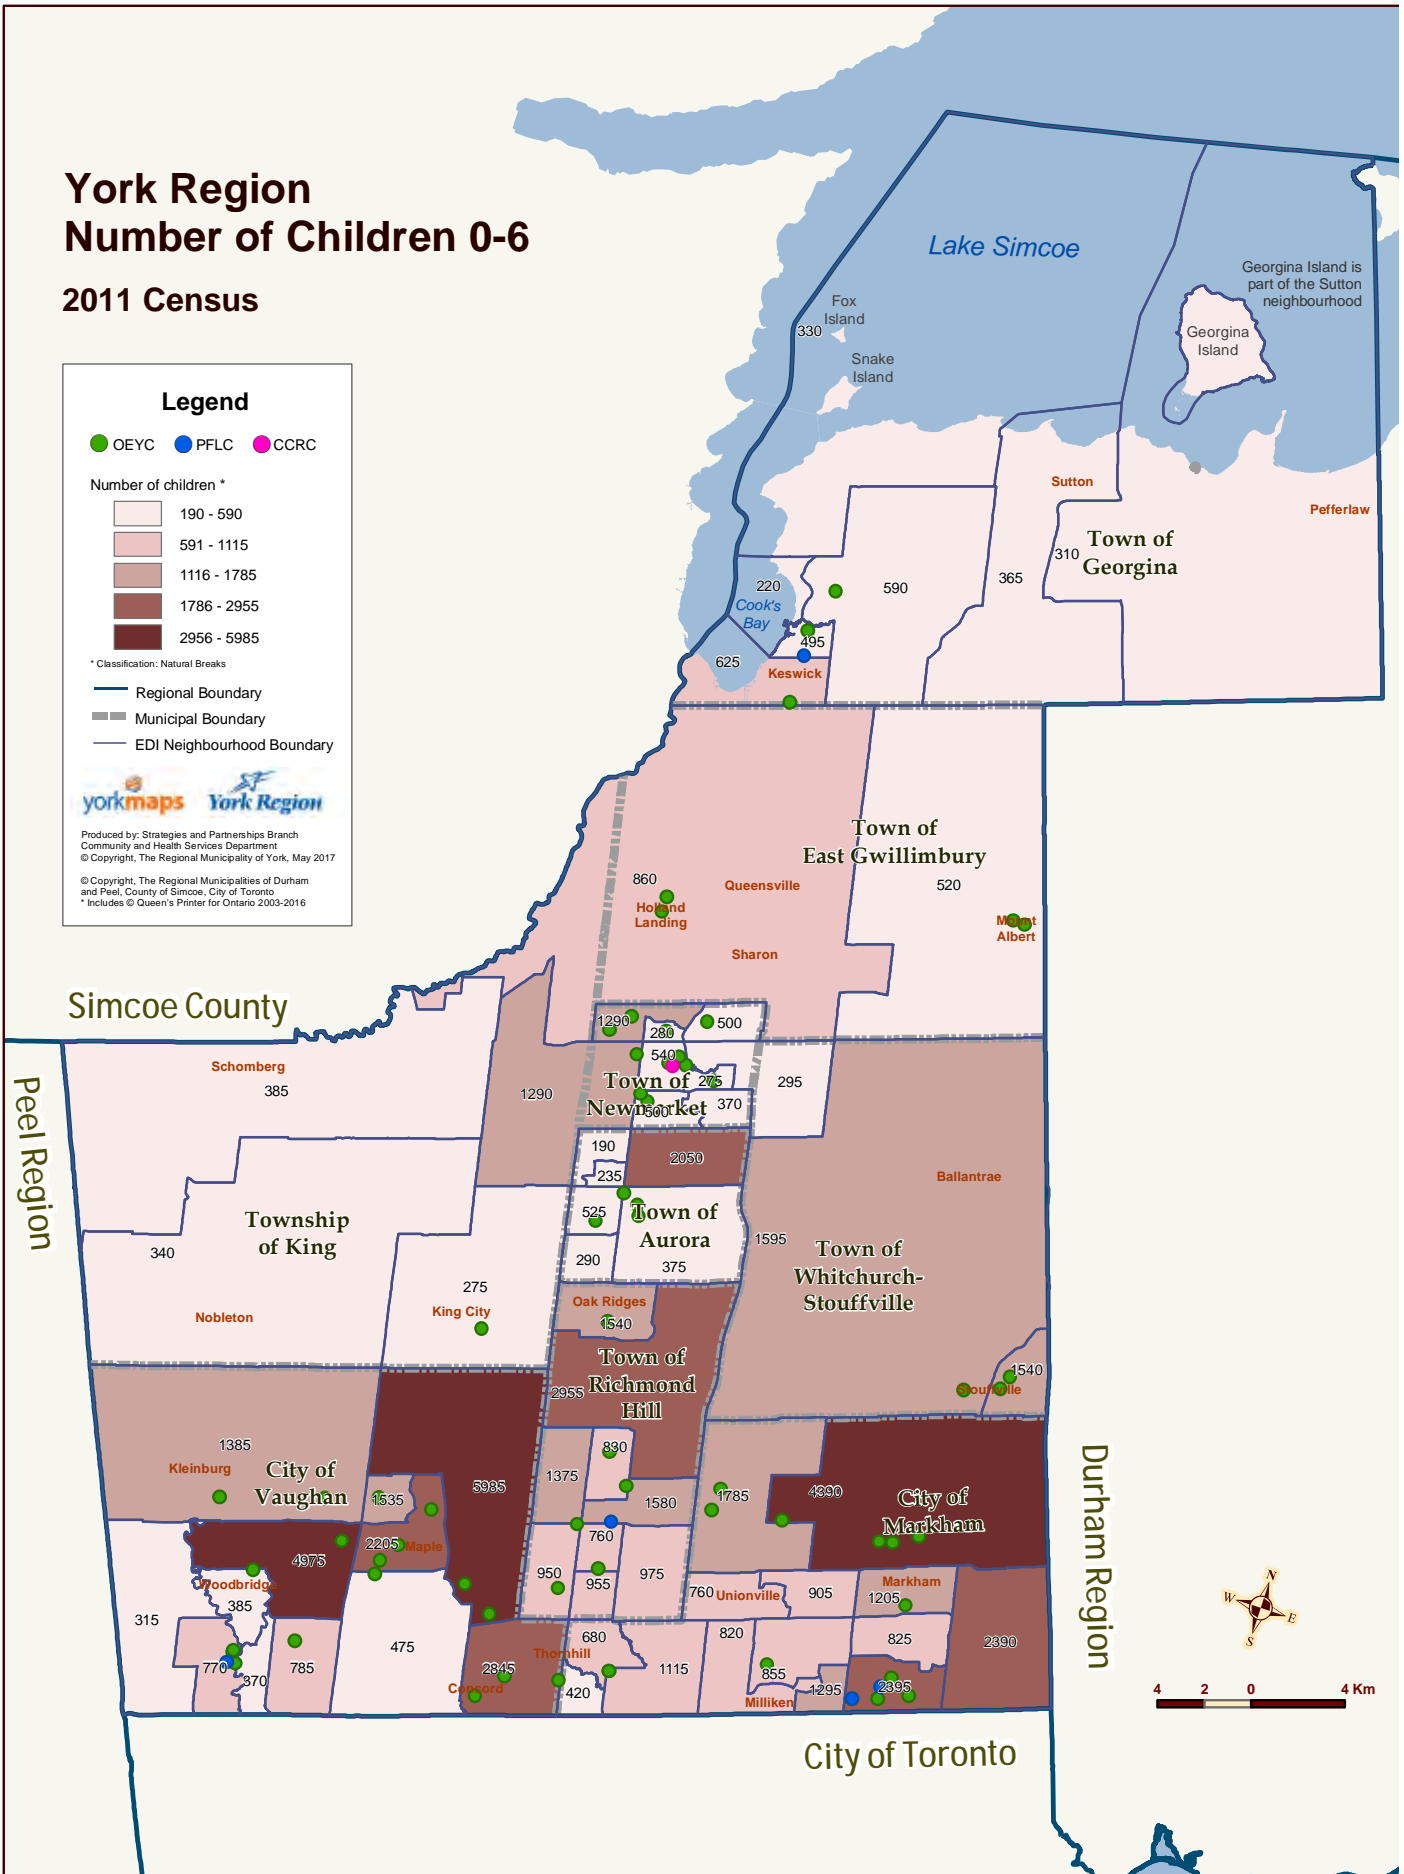 York Region
Number of Children 0-6
2011 Census
Legend
OEYC PFLC CCRC
Number of children *
190 - 590
591 - 1115
1116 - 1785
1786 - 2955
2956 - 5985
* Classification: Natural Breaks
Regional Boundary
Municipal Boundary
EDI Neighbourhood Boundary
yorkmaps York Region
Produced by: Strategies and Partnerships Branch
Community and Health Services Department
© Copyright, The Regional Municipality of York, May 2017
© Copyright, The Regional Municipalities of Durham
and Peel, County of Simcoe, City of Toronto
* Includes © Queen's Printer for Ontario 2003-2016
Lake Simcoe
Georgina Island is
part of the Sutton
neighbourhood
Georgina
Island
Fox
Island
330
Snake
Island
Sutton
Pefferlaw
Town of
Georgina
310
365
590
220
Cook's
Bay
495
625
Keswick
Town of
East Gwillimbury
860
Queensville
520
Holland
Landing
Mount
Albert
Sharon
Simcoe County
Peel Region
Schomberg
385
1290
1290
280
500
540
Town of
Newmarket
275
370
500
295
190
2050
235
Ballantrae
Township
of King
340
525
Town of
Aurora
290
375
1595
Town of
Whitchurch-
Stouffville
275
King City
Nobleton
Oak Ridges
1540
Town of
Richmond
Hill
2955
1540
Stouffville
1385
Kleinburg
City of
Vaughan
1535
5985
1375
830
1580
1785
4390
City of
Markham
Durham Region
4975
2205
Maple
760
950
955
975
760
Unionville
905
Markham
1205
Woodbridge
385
315
770
370
785
475
2845
Concord
Thornhill
680
420
1115
820
855
Milliken
1295
825
2395
2390
N
W
E
S
4 2 0 4 Km
City of Toronto